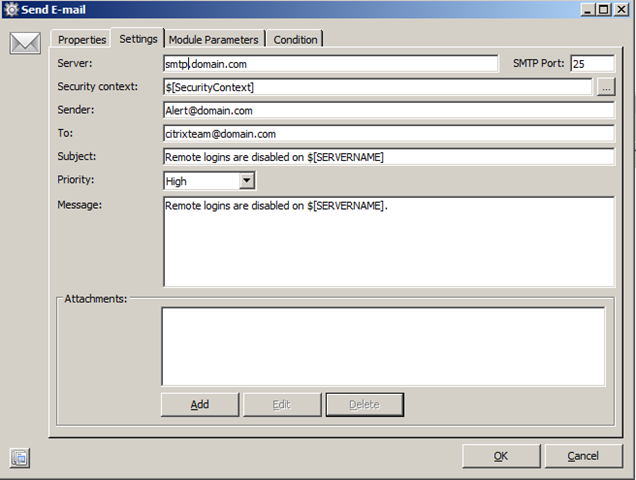 Send E-mail
Properties Settings Module Parameters Condition
Server: smtp.domain.com SMTP Port: 25
Security context: $[SecurityContext] ...
Sender: Alert@domain.com
To: citrixteam@domain.com
Subject: Remote logins are disabled on $[SERVERNAME]
Priority: High
Message: Remote logins are disabled on $[SERVERNAME].
Attachments:
Add Edit Delete
OK Cancel